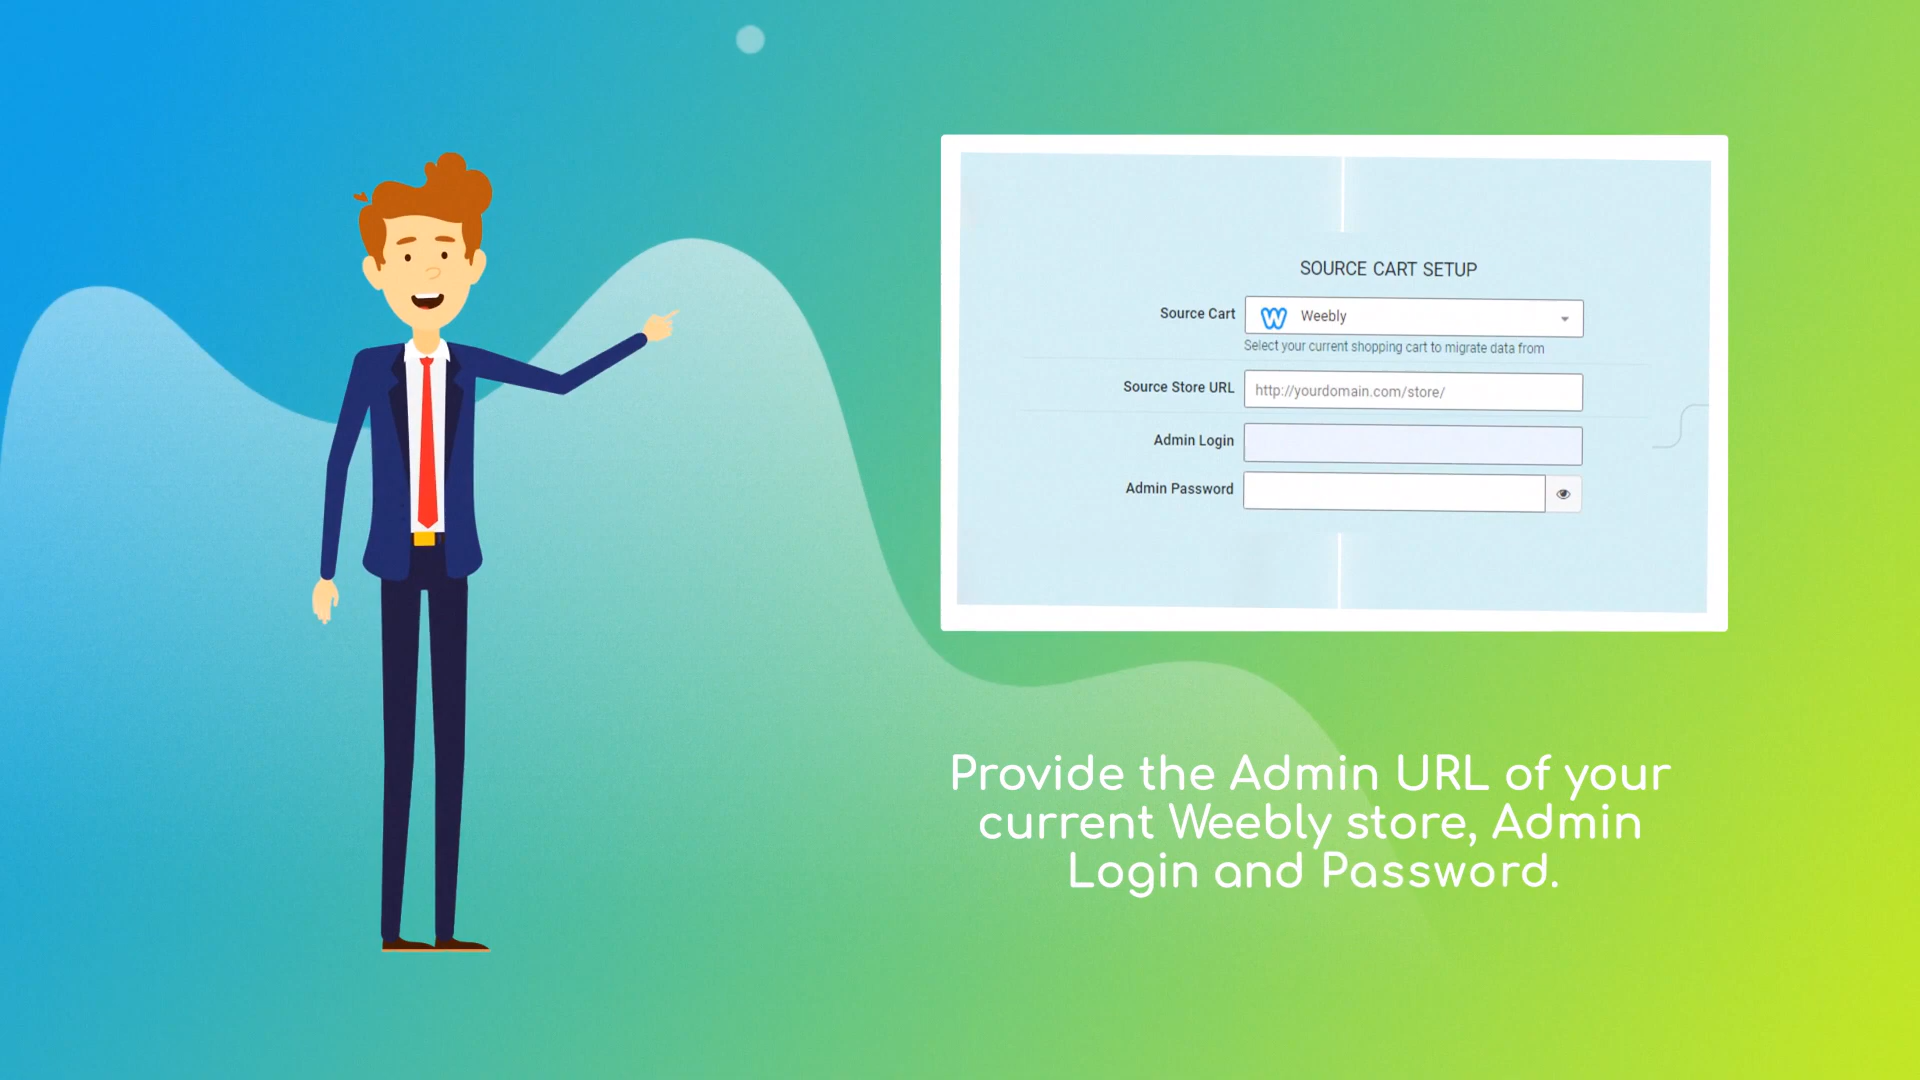 SOURCE CART SETUP
Source Cart
Weebly
Select your current shopping cart to migrate data from
Source Store URL
http://yourdomain.com/store/
Admin Login
Admin Password
Provide the Admin URL of your
current Weebly store, Admin
Login and Password.